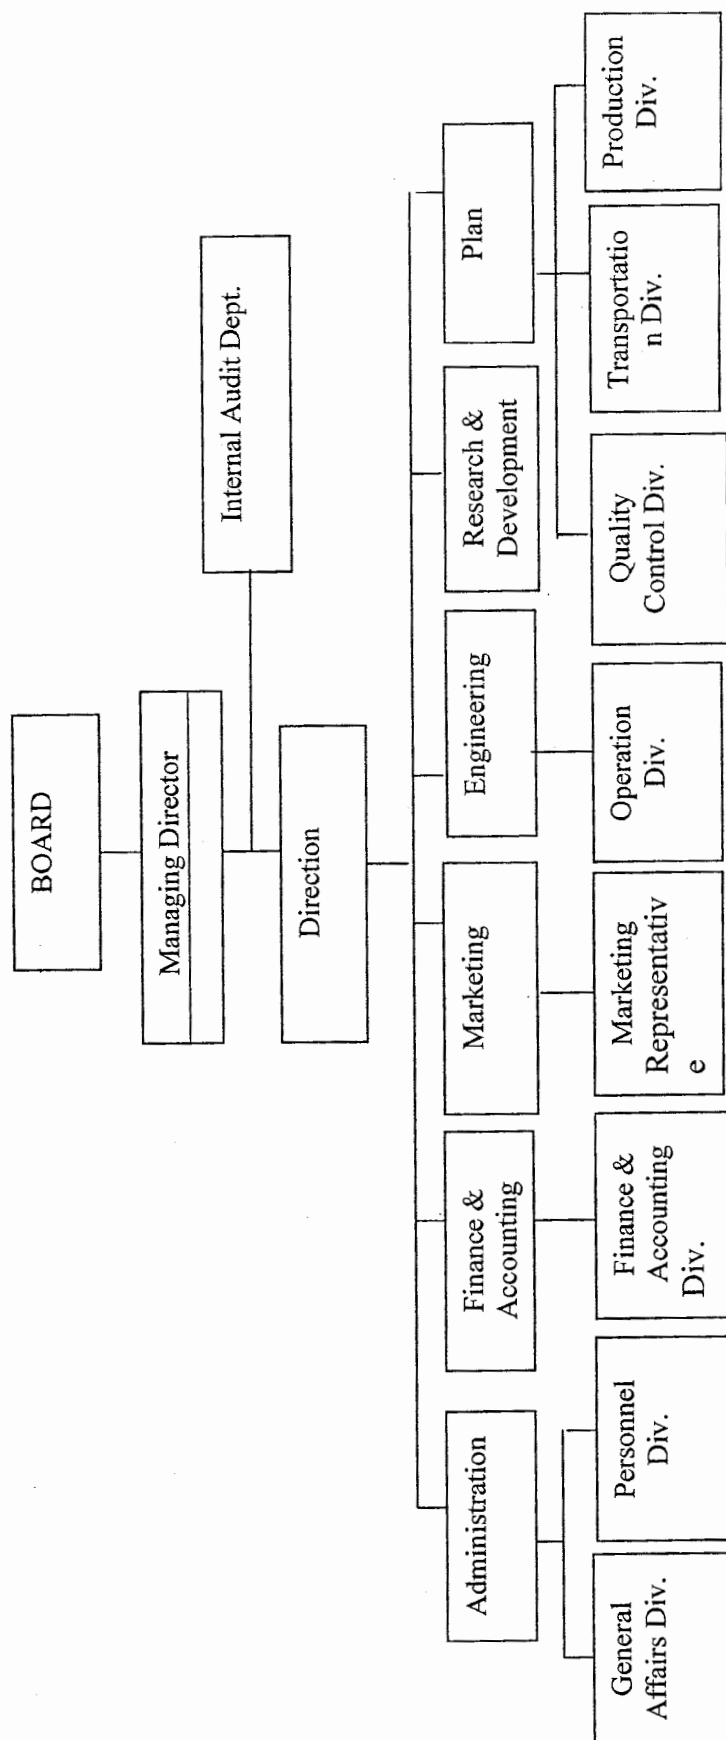 BOARD
Managing Director
Internal Audit Dept.
Direction
Administration
Finance &
Accounting
Marketing
Engineering
Research &
Development
Plan
General
Affairs Div.
Personnel
Div.
Finance &
Accounting
Div.
Marketing
Representativ
e
Operation
Div.
Quality
Control Div.
Transportatio
n Div.
Production
Div.